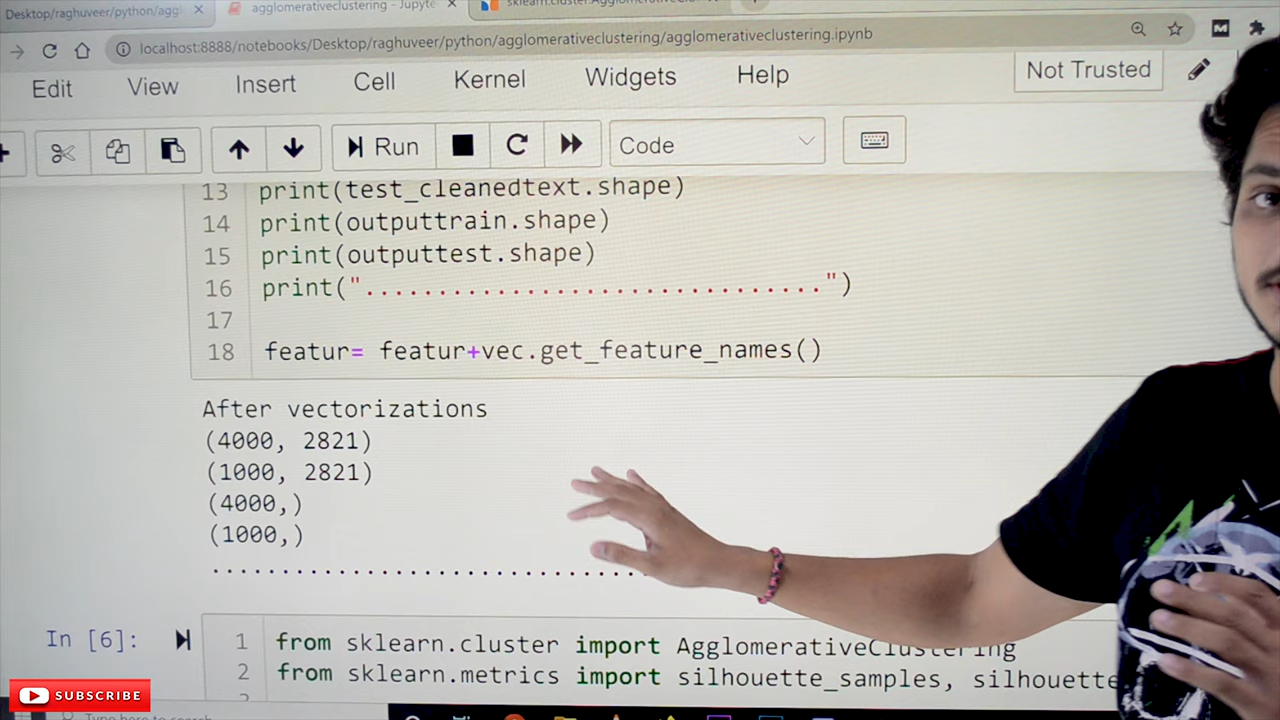 Desktop/raghuveer/python/aggl
agglomerativeclustering - Jupyte
localhost:8888/notebooks/Desktop/raghuveer/python/agglomerativeclustering/agglomerativeclustering.ipynb
Edit View Insert Cell Kernel Widgets Help Not Trusted
Run Code
13 print(test_cleanedtext.shape)
14 print(outputtrain.shape)
15 print(outputtest.shape)
16 print("................................")
17
18 featur= featur+vec.get_feature_names()
After vectorizations
(4000, 2821)
(1000, 2821)
(4000,)
(1000,)
................................
In [6]:
1 from sklearn.cluster import AgglomerativeClustering
2 from sklearn.metrics import silhouette_samples, silhouette
SUBSCRIBE